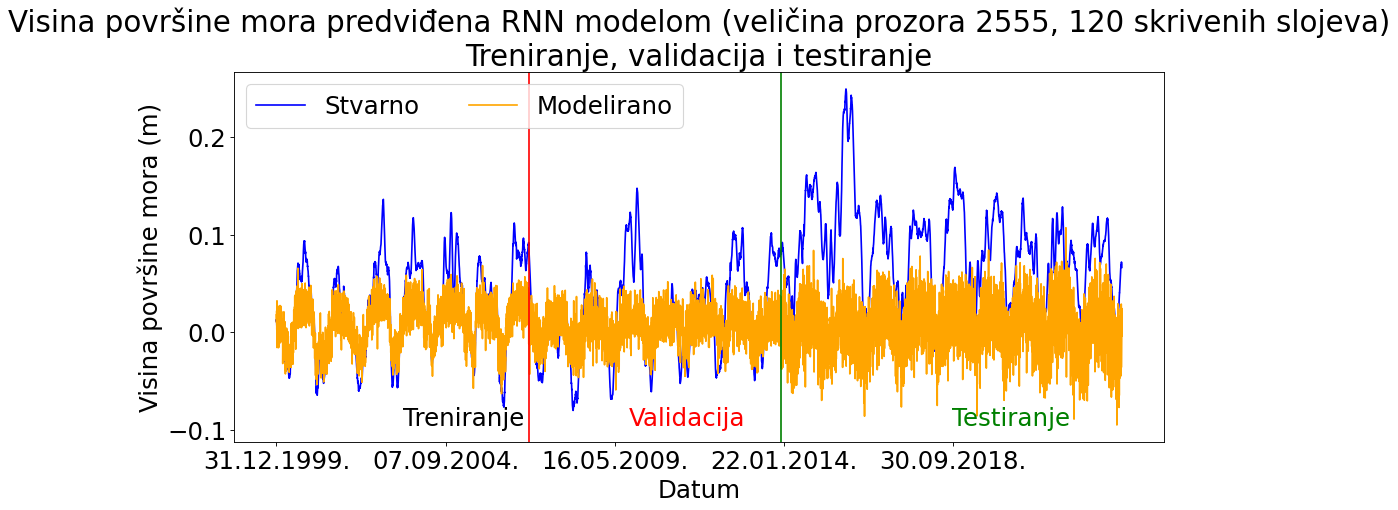 Visina površine mora predviđena RNN modelom (veličina prozora 2555, 120 skrivenih slojeva)
Treniranje, validacija i testiranje
Stvarno
Modelirano
Visina površine mora (m)
0.2
0.1
0.0
−0.1
Treniranje
Validacija
Testiranje
31.12.1999.
07.09.2004.
16.05.2009.
22.01.2014.
30.09.2018.
Datum